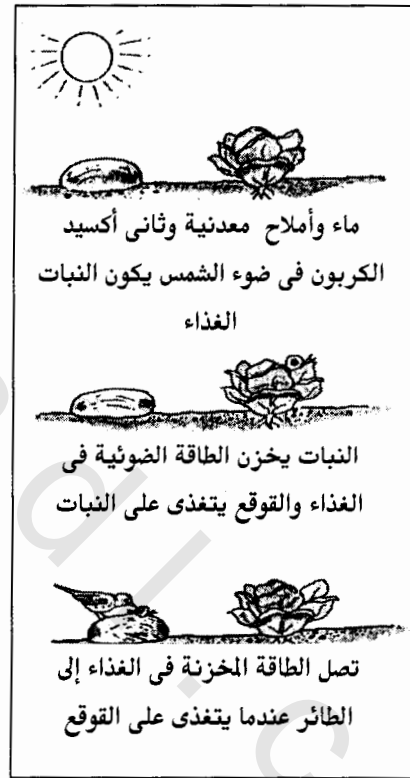 ماء وأملاح معدنية وثانى أكسيد
الكربون فى ضوء الشمس يكون النبات
الغذاء
النبات يخزن الطاقة الضوئية فى
الغذاء والقوقع يتغذى على النبات
تصل الطاقة المخزنة فى الغذاء إلى
الطائر عندما يتغذى على القوقع